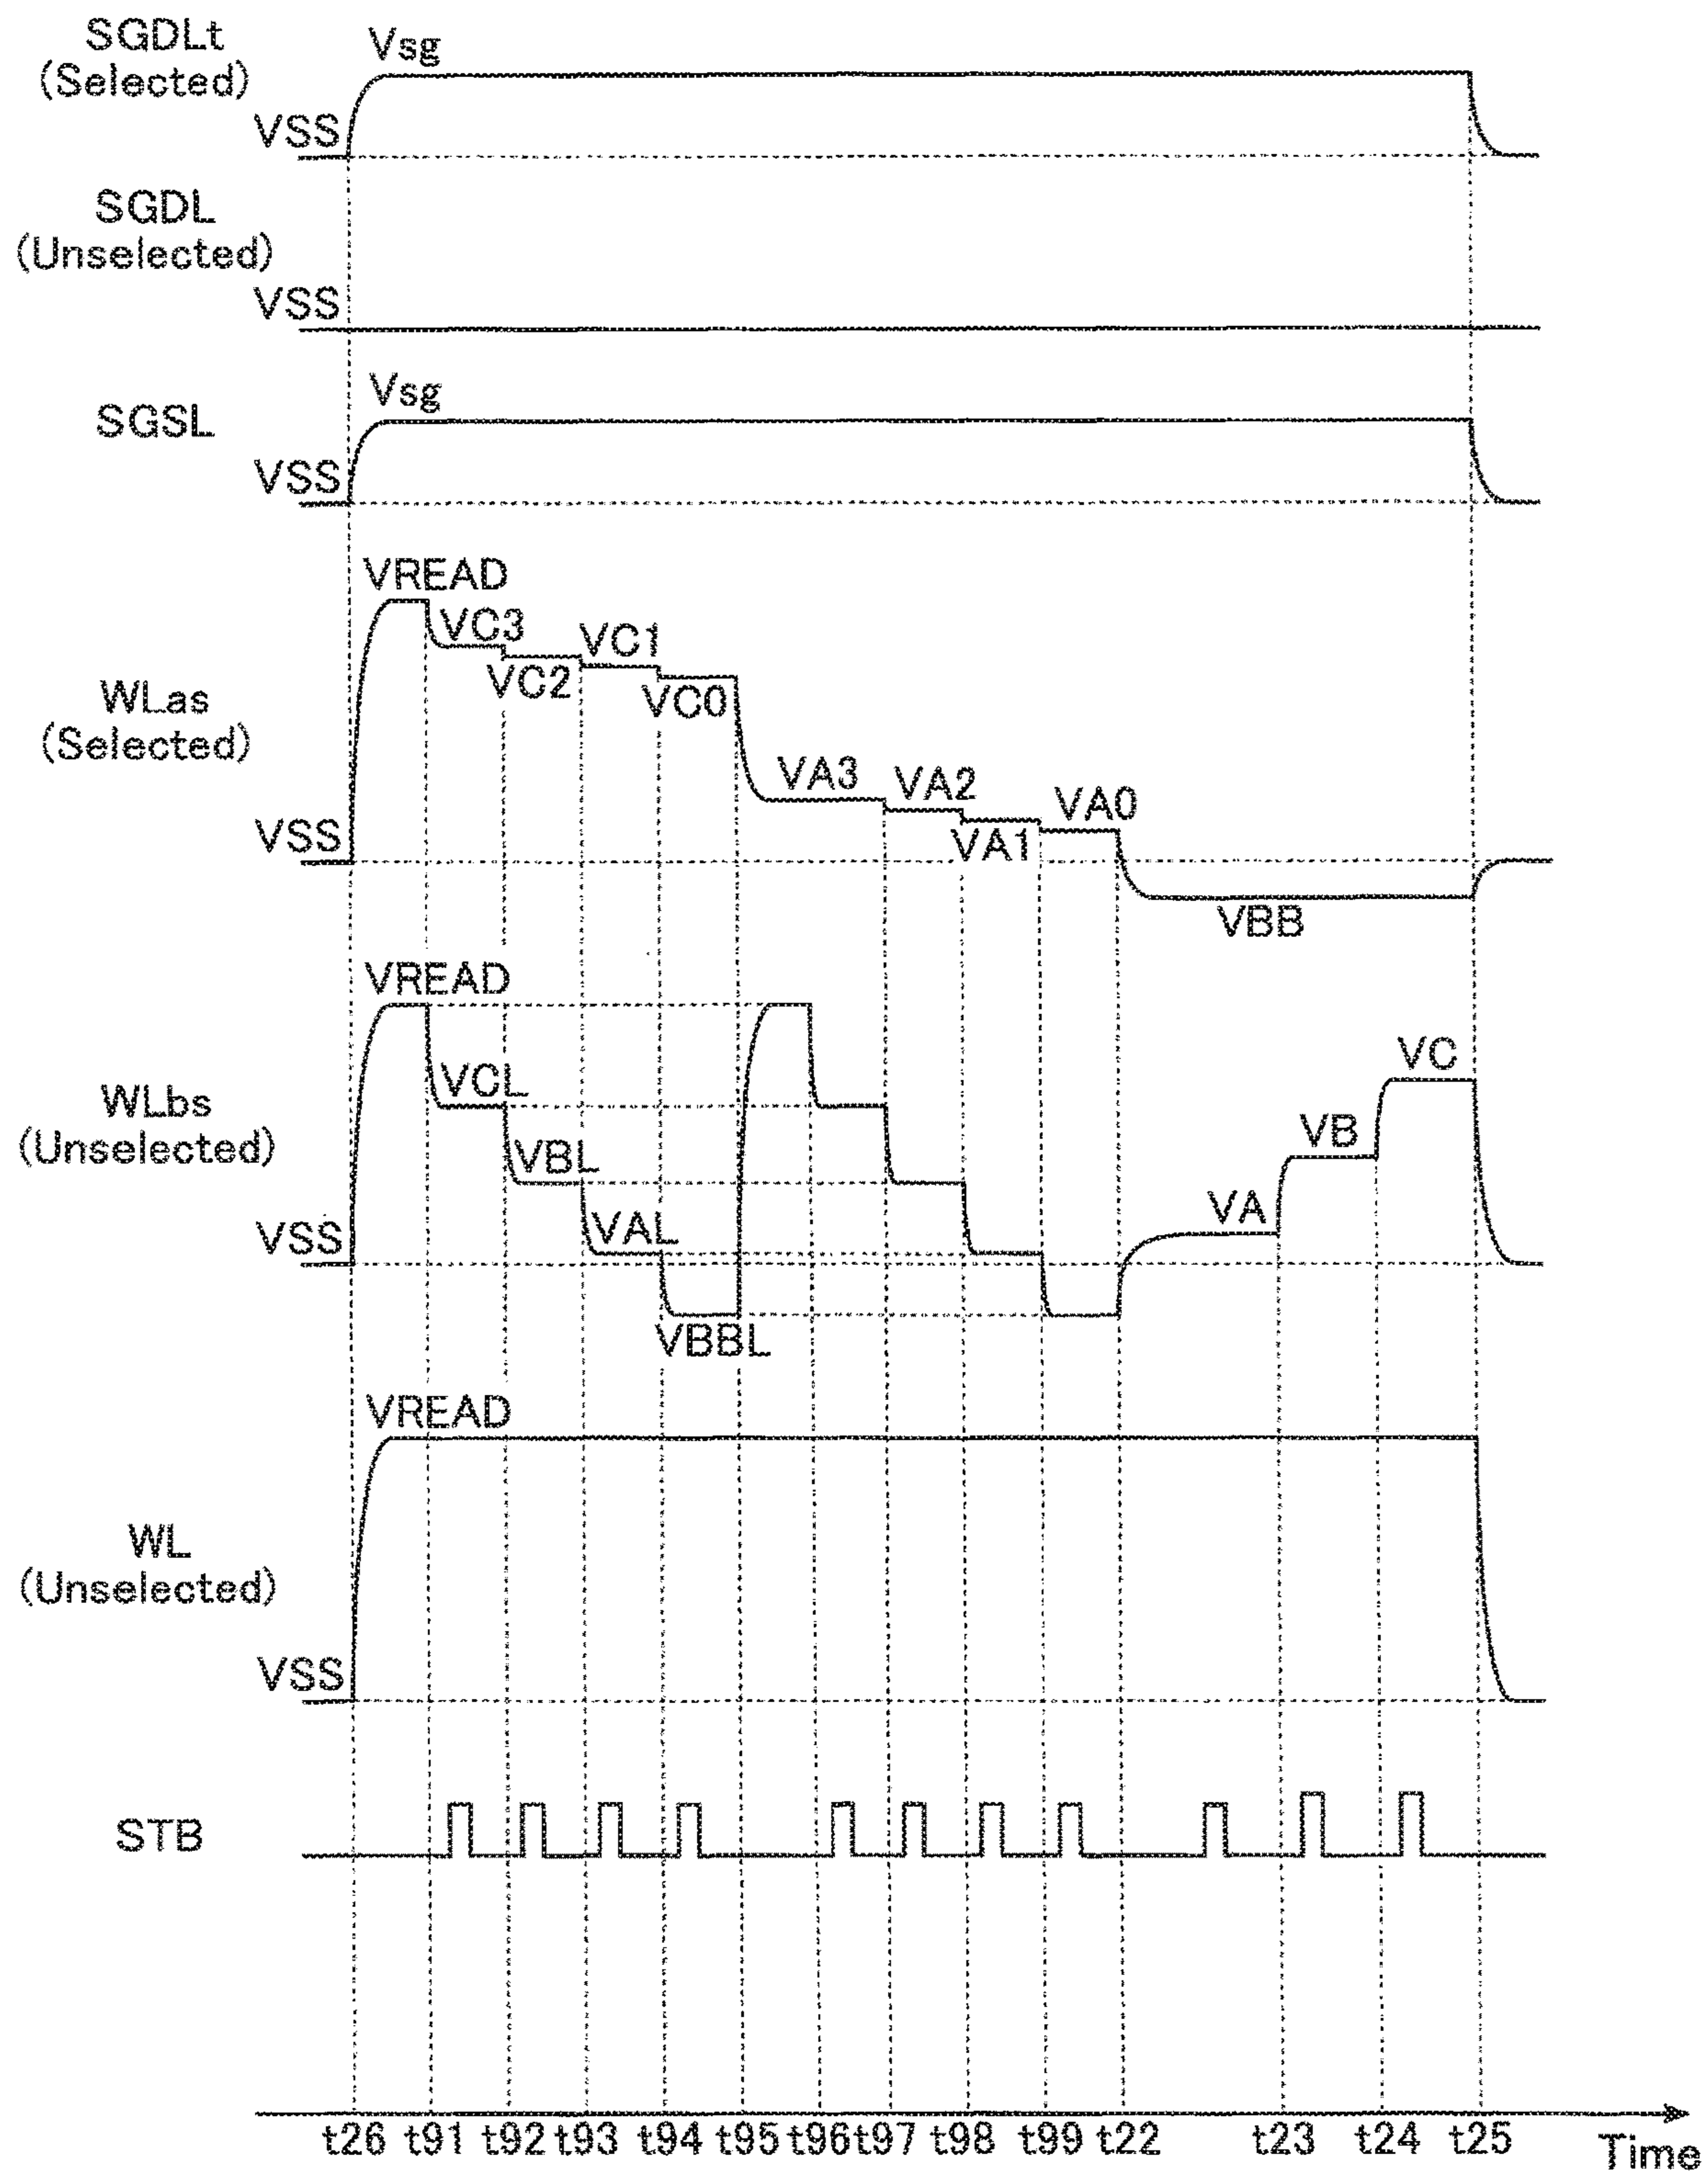 SGDLt
(Selected)
Vsg
VSS
SGDL
(Unselected)
VSS
SGSL
Vsg
VSS
WLas
(Selected)
VREAD
VC3
VC2
VC1
VC0
VA3
VA2
VA1
VA0
VSS
VBB
WLbs
(Unselected)
VREAD
VCL
VBL
VAL
VBBL
VSS
VA
VB
VC
WL
(Unselected)
VREAD
VSS
STB
t26 t91 t92 t93 t94 t95 t96 t97 t98 t99 t22 t23 t24 t25
Time